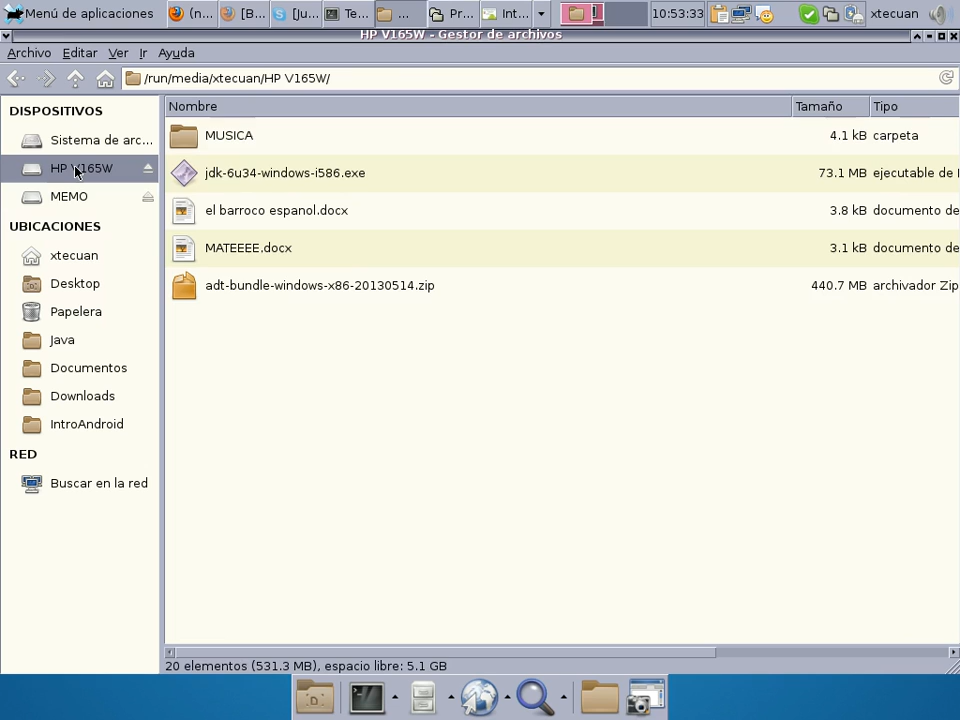 Menú de aplicaciones
(n...
[B...
[Ju...
Te...
...
Pr...
Int...
10:53:33
xtecuan
HP V165W - Gestor de archivos
Archivo Editar Ver Ir Ayuda
/run/media/xtecuan/HP V165W/
DISPOSITIVOS
Sistema de arc...
HP V165W
MEMO
UBICACIONES
xtecuan
Desktop
Papelera
Java
Documentos
Downloads
IntroAndroid
RED
Buscar en la red
Nombre Tamaño Tipo
MUSICA 4.1 kB carpeta
jdk-6u34-windows-i586.exe 73.1 MB ejecutable de
el barroco espanol.docx 3.8 kB documento de
MATEEEE.docx 3.1 kB documento de
adt-bundle-windows-x86-20130514.zip 440.7 MB archivador Zip
20 elementos (531.3 MB), espacio libre: 5.1 GB